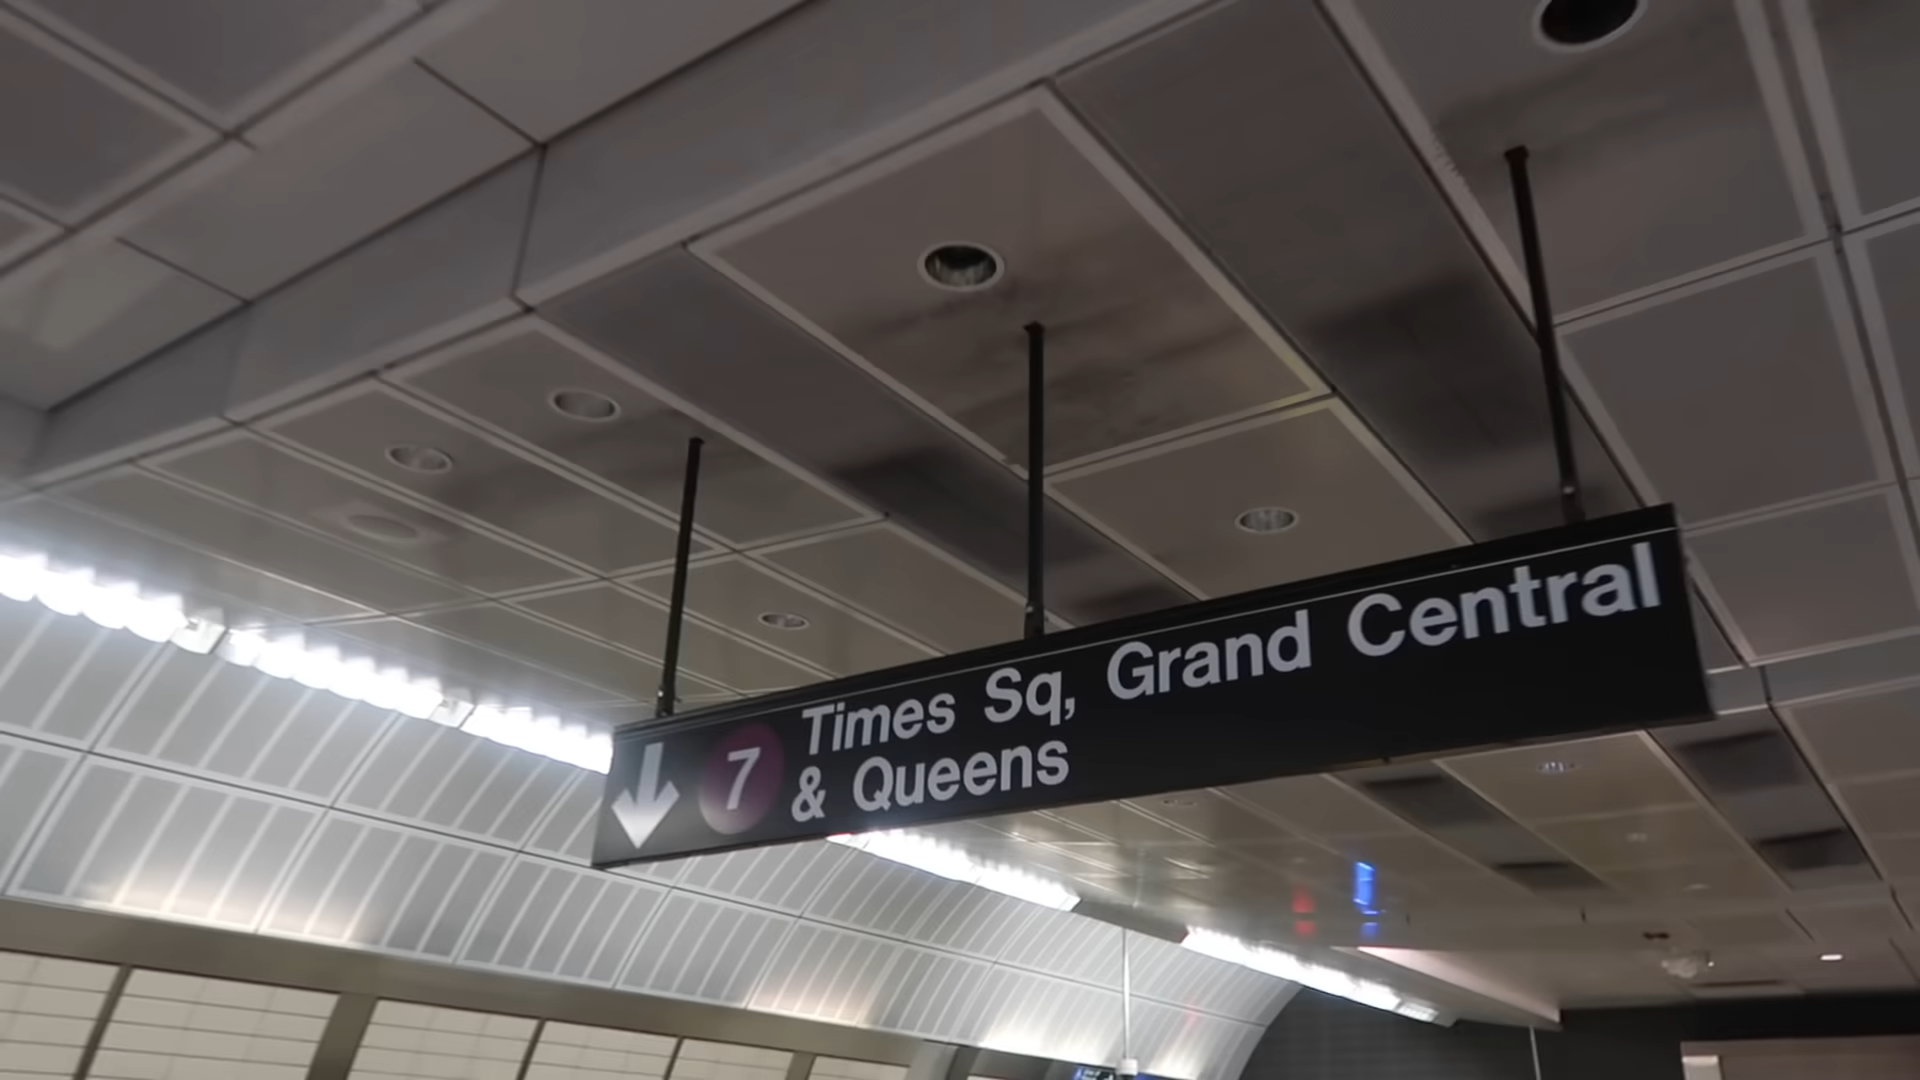 ↓ 7 Times Sq, Grand Central
& Queens